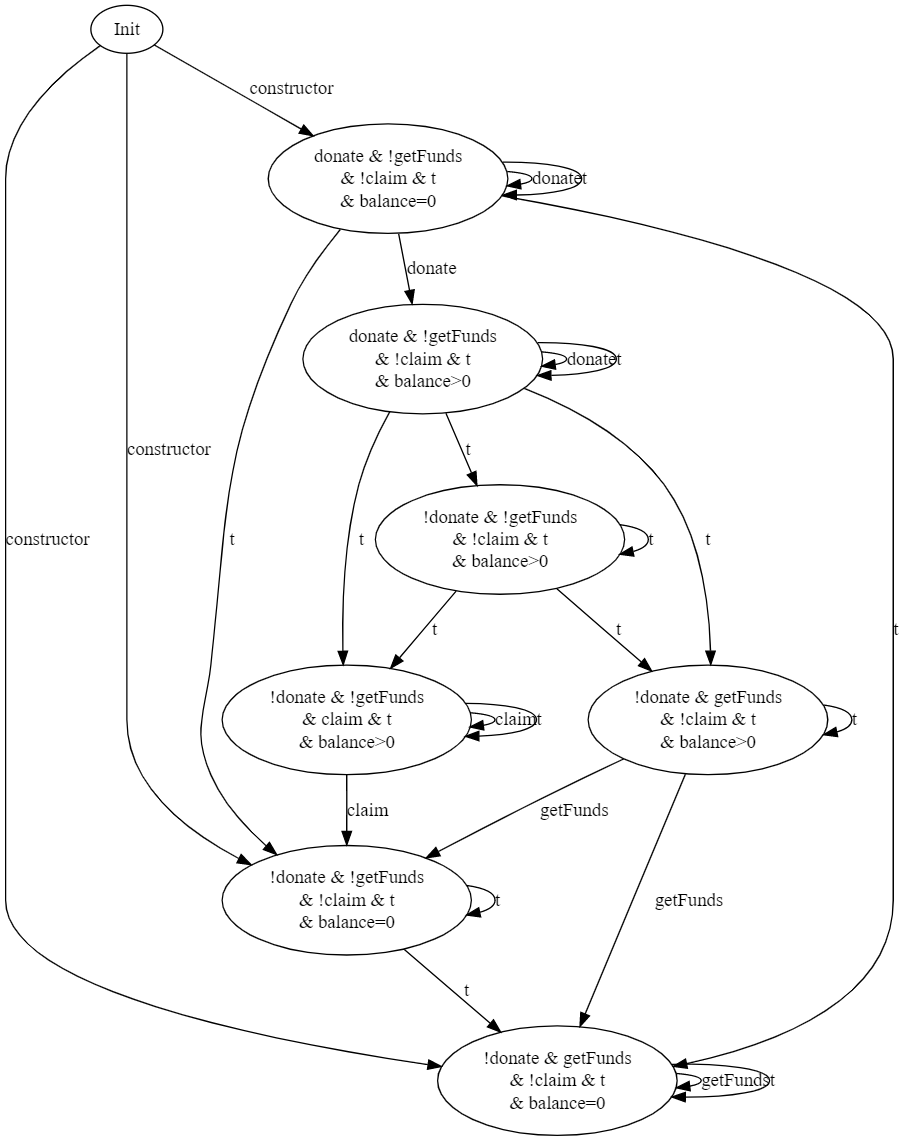 Init
constructor
donate & !getFunds
& !claim & t
& balance=0
donate
t
donate
donate & !getFunds
& !claim & t
& balance>0
donate
t
constructor
t
!donate & !getFunds
& !claim & t
& balance>0
t
constructor
t
t
t
t
t
t
t
!donate & !getFunds
& claim & t
& balance>0
claim
t
!donate & getFunds
& !claim & t
& balance>0
t
claim
getFunds
!donate & !getFunds
& !claim & t
& balance=0
t
getFunds
t
!donate & getFunds
& !claim & t
& balance=0
getFunds
t